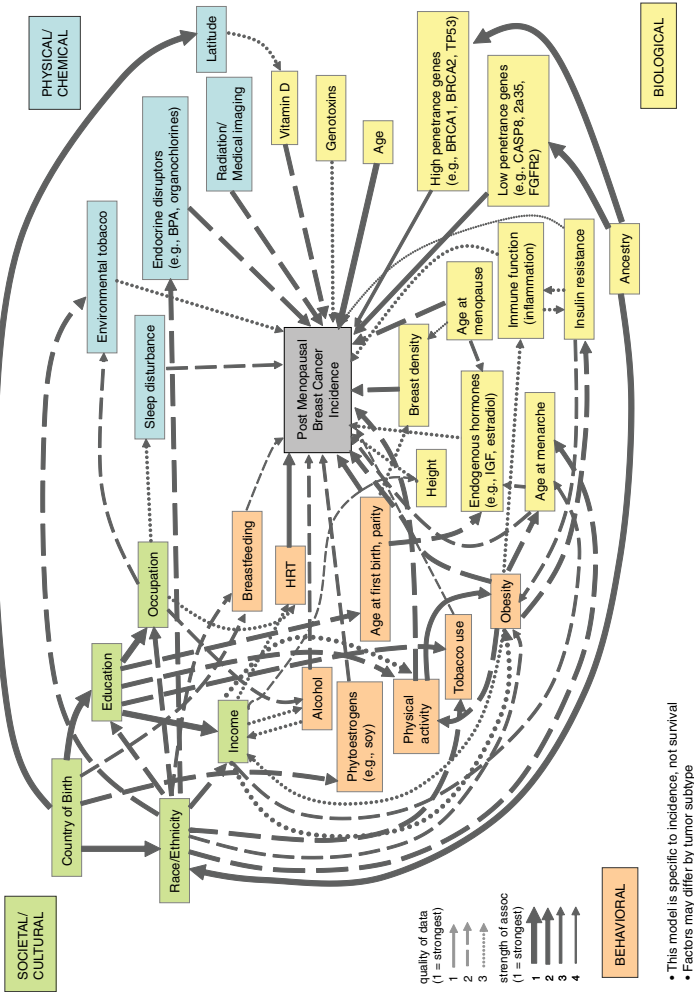 SOCIETAL/
CULTURAL
PHYSICAL/
CHEMICAL
Country of Birth
Race/Ethnicity
Education
Occupation
Income
Latitude
Environmental tobacco
Sleep disturbance
Endocrine disruptors
(e.g., BPA, organochlorines)
Radiation/
Medical imaging
Vitamin D
Genotoxins
Age
High penetrance genes
(e.g., BRCA1, BRCA2, TP53)
Low penetrance genes
(e.g., CASP8, 2a35,
FGFR2)
Post Menopausal
Breast Cancer
Incidence
Breastfeeding
HRT
Alcohol
Phytoestrogens
(e.g., soy)
Age at first birth, parity
Physical
activity
Tobacco use
Obesity
Height
Breast density
Age at
menopause
Endogenous hormones
(e.g., IGF, estradiol)
Immune function
(inflammation)
Age at menarche
Insulin resistance
Ancestry
quality of data
(1 = strongest)
1
2
3
strength of assoc
(1 = strongest)
1
2
3
4
BEHAVIORAL
BIOLOGICAL
• This model is specific to incidence, not survival
• Factors may differ by tumor subtype